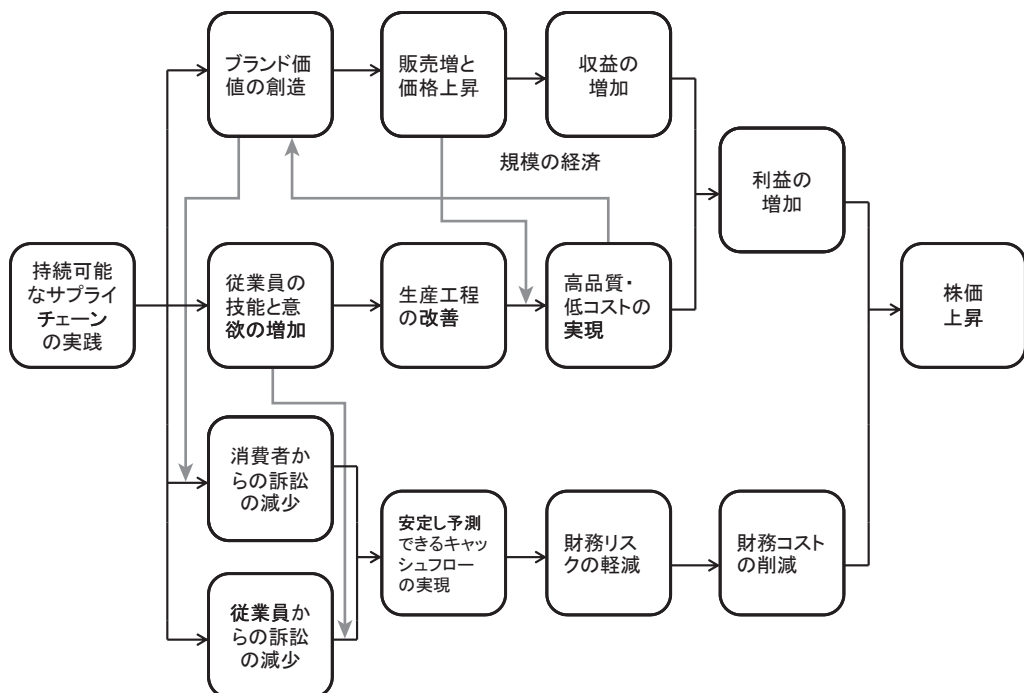 ブランド価
値の創造
販売増と
価格上昇
収益の
増加
規模の経済
利益の
増加
持続可能
なサプライ
チェーン
の実践
従業員の
技能と意
欲の増加
生産工程
の改善
高品質・
低コストの
実現
株価
上昇
消費者か
らの訴訟
の減少
安定し予測
できるキャッ
シュフロー
の実現
財務リス
クの軽減
財務コスト
の削減
従業員か
らの訴訟
の減少